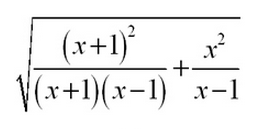 √((x+1)²/((x+1)(x−1)) + x²/(x−1))